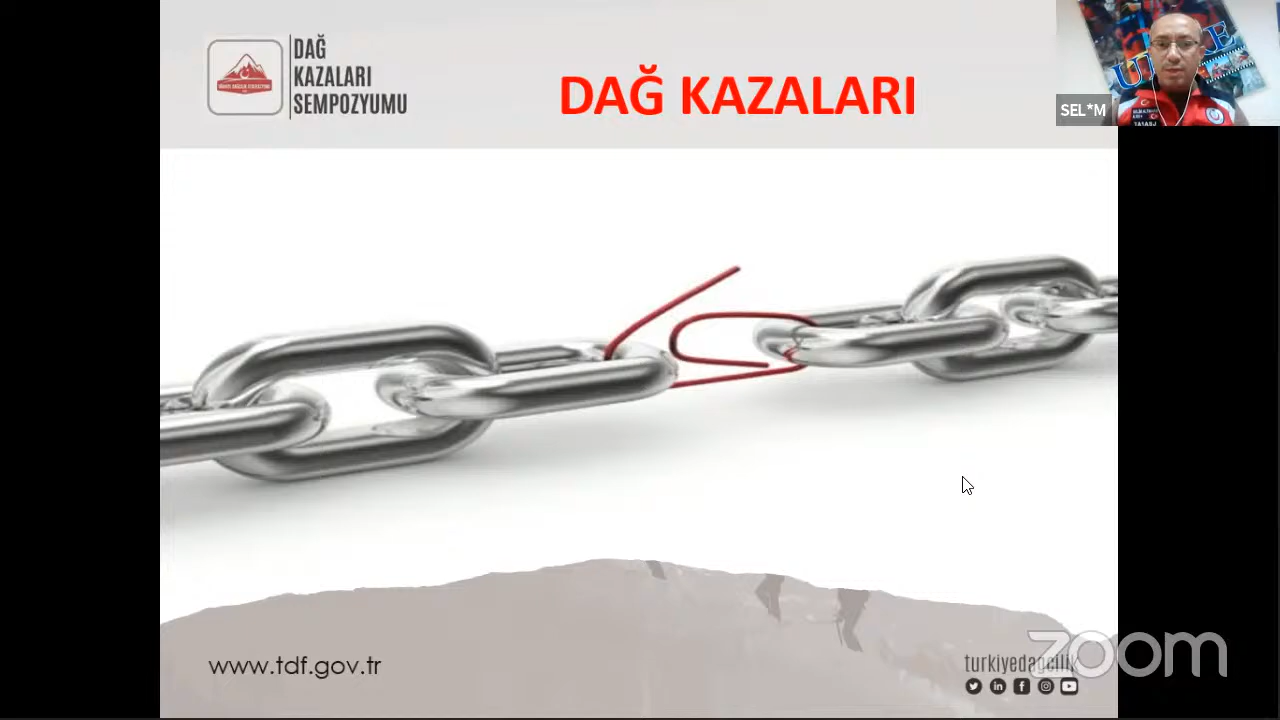 DAĞ
KAZALARI
SEMPOZYUMU
DAĞ KAZALARI
SEL*M
www.tdf.gov.tr
turkiyedagcilik
zoom